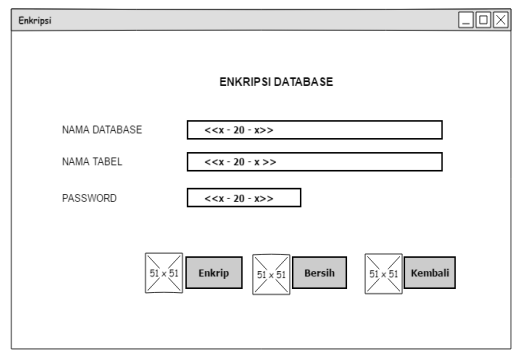 Enkripsi
ENKRIPSI DATABASE
NAMA DATABASE <<x - 20 - x>>
NAMA TABEL <<x - 20 - x >>
PASSWORD <<x - 20 - x>>
51 x 51 Enkrip 51 x 51 Bersih 51 x 51 Kembali